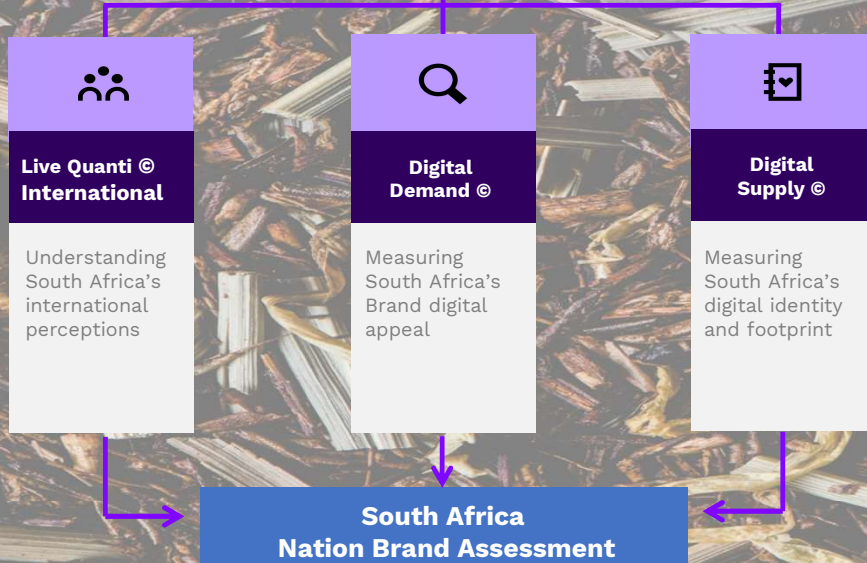 Live Quanti ©
International
Understanding
South Africa’s
international
perceptions
Digital
Demand ©
Measuring
South Africa’s
Brand digital
appeal
Digital
Supply ©
Measuring
South Africa’s
digital identity
and footprint
South Africa
Nation Brand Assessment